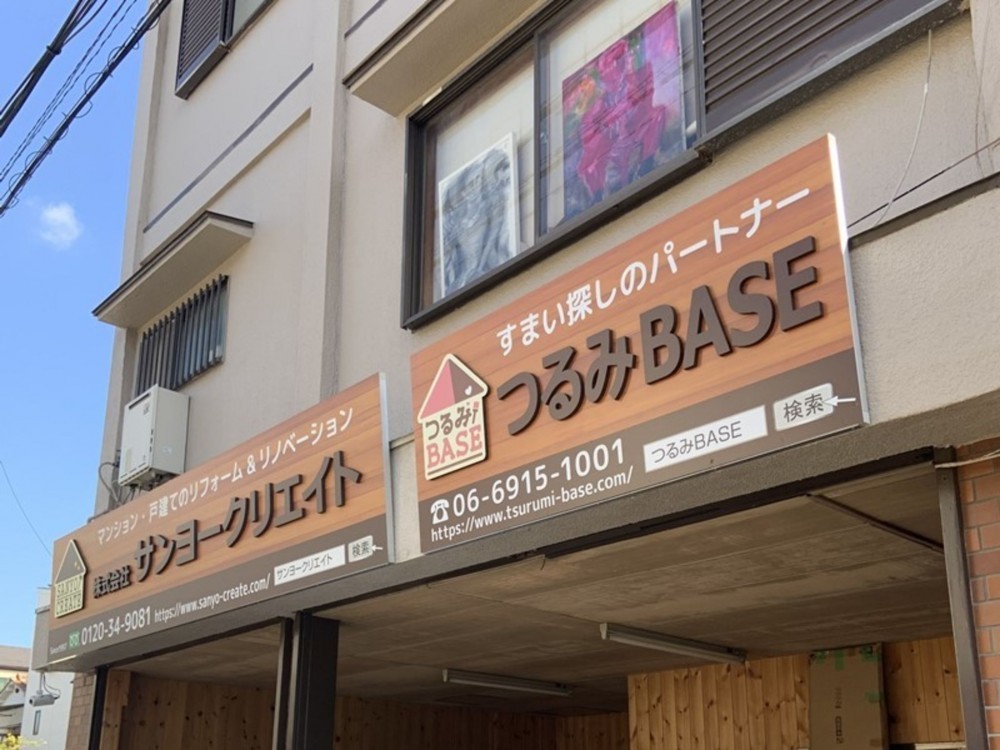 すまい探しのパートナー
つるみBASE
つるみ
BASE
☎06-6915-1001
https://www.tsurumi-base.com/
つるみBASE 検索
マンション・戸建てのリフォーム&リノベーション
株式会社 サンヨークリエイト
SANYO
CREATE
0120-34-9081 https://www.sanyo-create.com/
サンヨークリエイト 検索